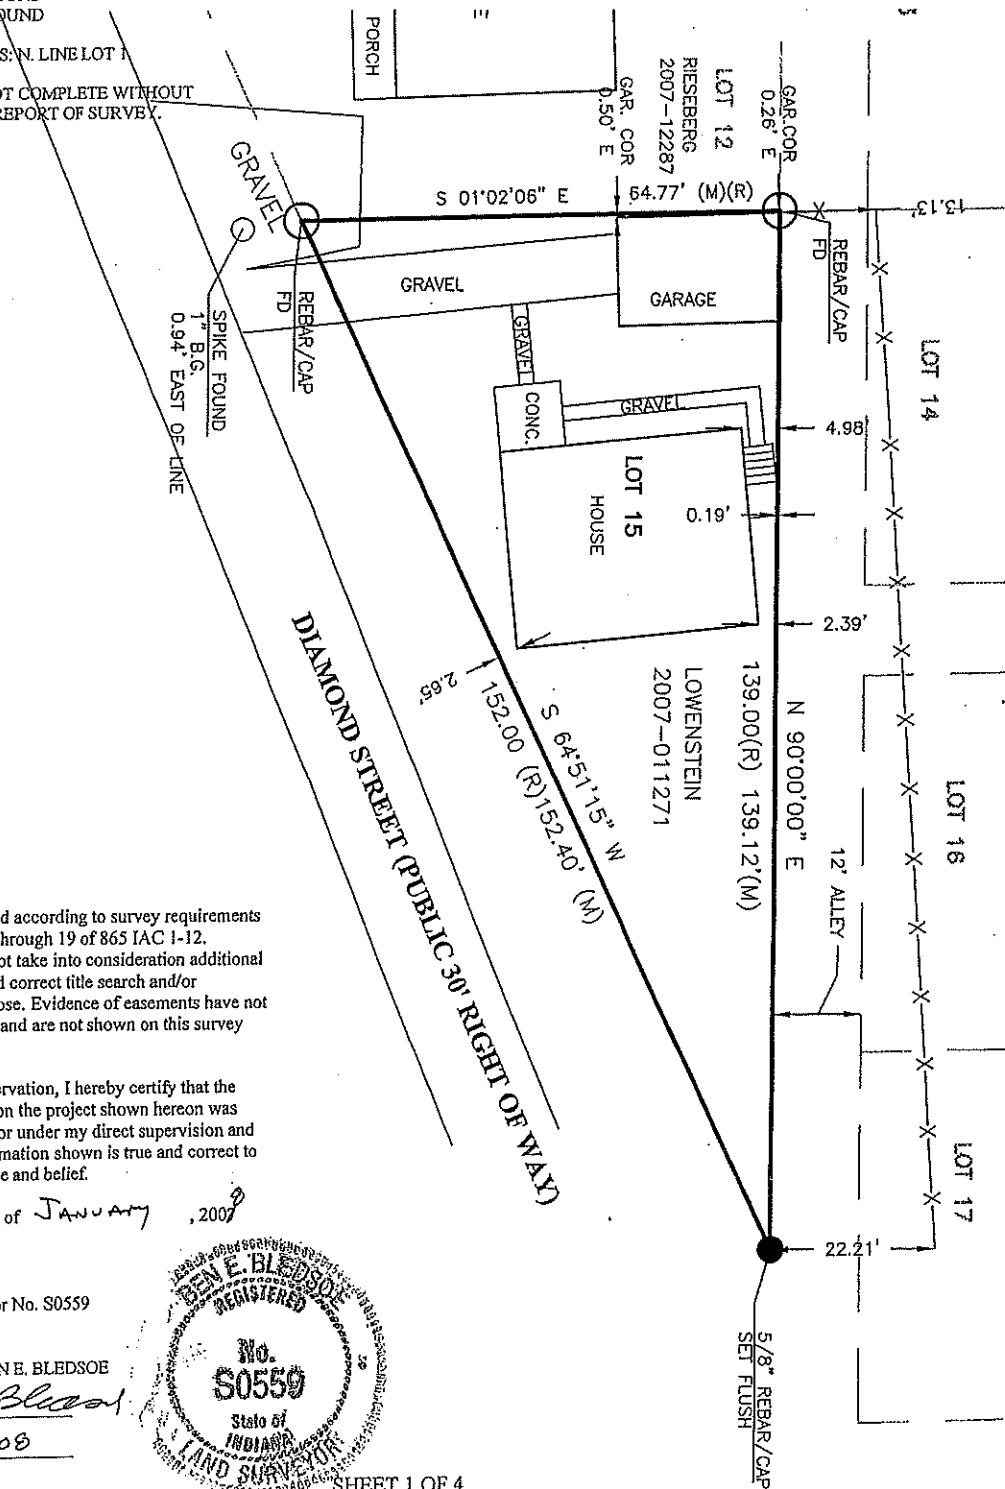 OUND
S: N. LINE LOT 1
OT COMPLETE WITHOUT
REPORT OF SURVEY.
PORCH
GAR. COR
0.50' E
LOT 12
RIESEBERG
2007-12287
GAR.COR
0.26' E
13.13'
GRAVEL
S 01°02'06" E
64.77' (M)(R)
REBAR/CAP
FD
GRAVEL
GARAGE
REBAR/CAP
FD
SPIKE FOUND
1" B.G.
0.94' EAST OF LINE
GRAVEL
CONC.
GRAVEL
LOT 14
4.98'
LOT 15
HOUSE
0.19'
2.39'
2.65'
LOWENSTEIN
2007-011271
N 90°00'00" E
139.00(R) 139.12'(M)
S 64°51'15" W
152.00 (R)152.40' (M)
DIAMOND STREET (PUBLIC 30' RIGHT OF WAY)
12' ALLEY
LOT 16
LOT 17
22.21'
5/8" REBAR/CAP
SET FLUSH
d according to survey requirements
hrough 19 of 865 IAC 1-12.
ot take into consideration additional
d correct title search and/or
ose. Evidence of easements have not
and are not shown on this survey
ervation, I hereby certify that the
on the project shown hereon was
or under my direct supervision and
mation shown is true and correct to
e and belief.
of JANUARY , 2008
or No. S0559
N E. BLEDSOE
Bledsoe
08
BEN E. BLEDSOE
REGISTERED
No.
S0559
State of
INDIANA
LAND SURVEYOR
SHEET 1 OF 4